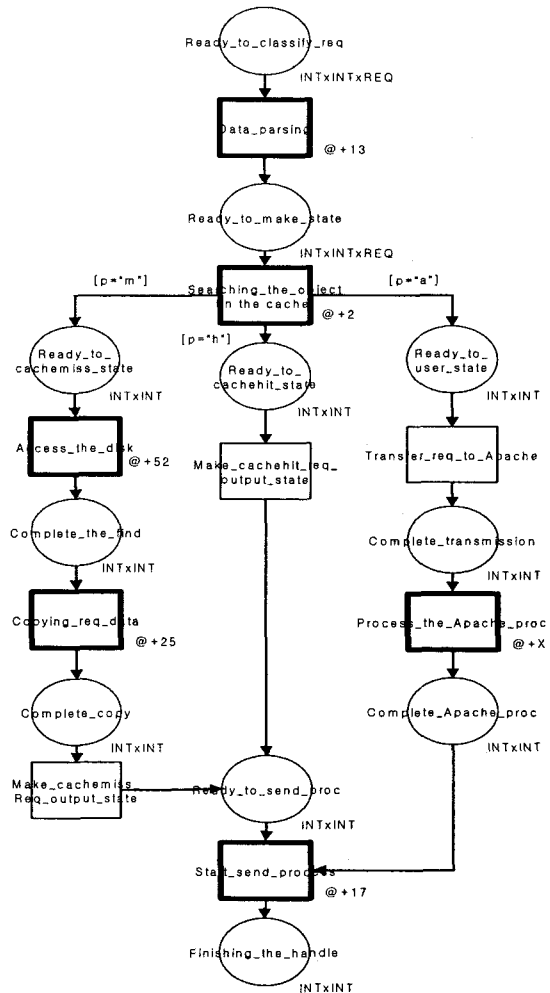 Ready_to_classify_req
INTxINTxREQ
Data_parsing
@+13
Ready_to_make_state
INTxINTxREQ
Searching_the_object
in the cache
@+2
[p="m"]
[p="h"]
[p="a"]
Ready_to_
cachemiss_state
INTxINT
Ready_to_
cachehit_state
INTxINT
Ready_to_
user_state
INTxINT
Access_the_disk
@+52
Make_cachehit_req_
output_state
Transfer_req_to_Apache
Complete_the_find
INTxINT
Complete_transmission
INTxINT
Copying_req_data
@+25
Process_the_Apache_proc
@+X
Complete_copy
INTxINT
Complete_Apache_proc
INTxINT
Make_cachemiss_
Req_output_state
Ready_to_send_proc
INTxINT
Start_send_process
@+17
Finishing_the_handle
INTxINT